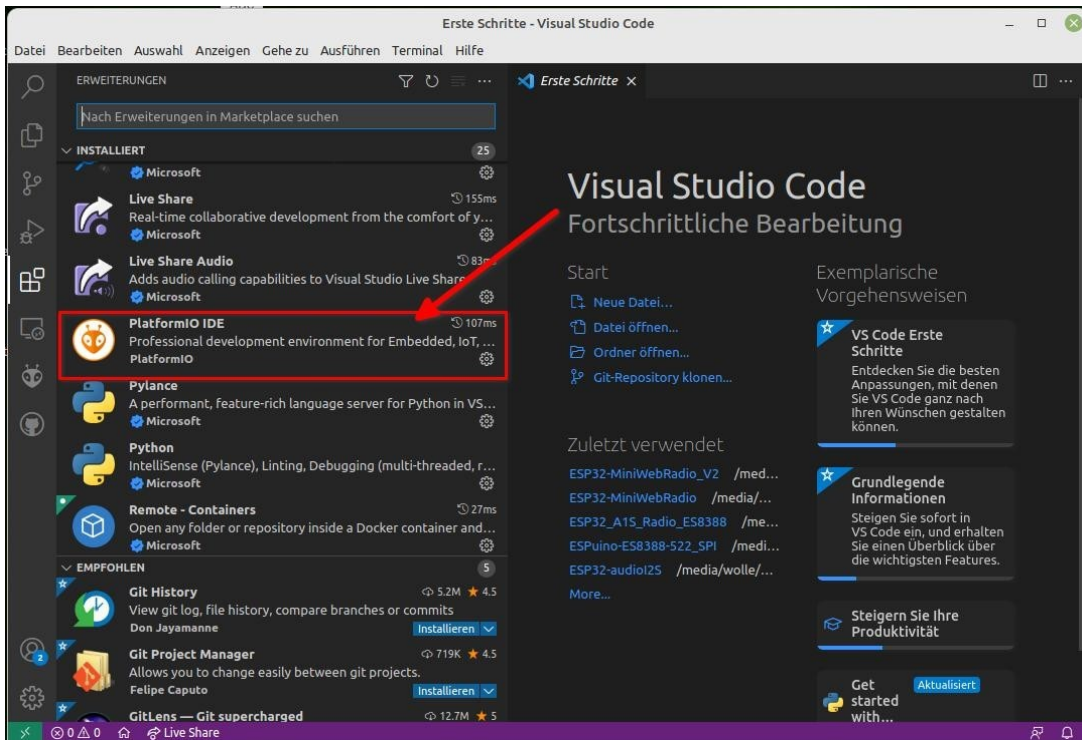 Erste Schritte - Visual Studio Code
Datei Bearbeiten Auswahl Anzeigen Gehe zu Ausführen Terminal Hilfe
ERWEITERUNGEN
Nach Erweiterungen in Marketplace suchen
INSTALLIERT 25
Microsoft
Live Share 155ms
Real-time collaborative development from the comfort of y...
Microsoft
Live Share Audio 83ms
Adds audio calling capabilities to Visual Studio Live Share
Microsoft
PlatformIO IDE 107ms
Professional development environment for Embedded, IoT, ...
PlatformIO
Pylance
A performant, feature-rich language server for Python in VS...
Microsoft
Python
IntelliSense (Pylance), Linting, Debugging (multi-threaded, r...
Microsoft
Remote - Containers 27ms
Open any folder or repository inside a Docker container and...
Microsoft
EMPFOHLEN 5
Git History 5.2M 4.5
View git log, file history, compare branches or commits
Don Jayamanne Installieren
Git Project Manager 719K 4.5
Allows you to change easily between git projects.
Felipe Caputo Installieren
GitLens — Git supercharged 12.7M 5
2
Erste Schritte
Visual Studio Code
Fortschrittliche Bearbeitung
Start
Neue Datei...
Datei öffnen...
Ordner öffnen...
Git-Repository klonen...
Zuletzt verwendet
ESP32-MiniWebRadio_V2 /med...
ESP32-MiniWebRadio /media/...
ESP32_A1S_Radio_ES8388 /me...
ESPuino-ES8388-522_SPI /medi...
ESP32-audioI2S /media/wolle/...
More...
Exemplarische
Vorgehensweisen
VS Code Erste
Schritte
Entdecken Sie die besten
Anpassungen, mit denen
Sie VS Code ganz nach
Ihren Wünschen gestalten
können.
Grundlegende
Informationen
Steigen Sie sofort in
VS Code ein, und erhalten
Sie einen Überblick über
die wichtigsten Features.
Steigern Sie Ihre
Produktivität
Get Aktualisiert
started
with...
0 0 Live Share